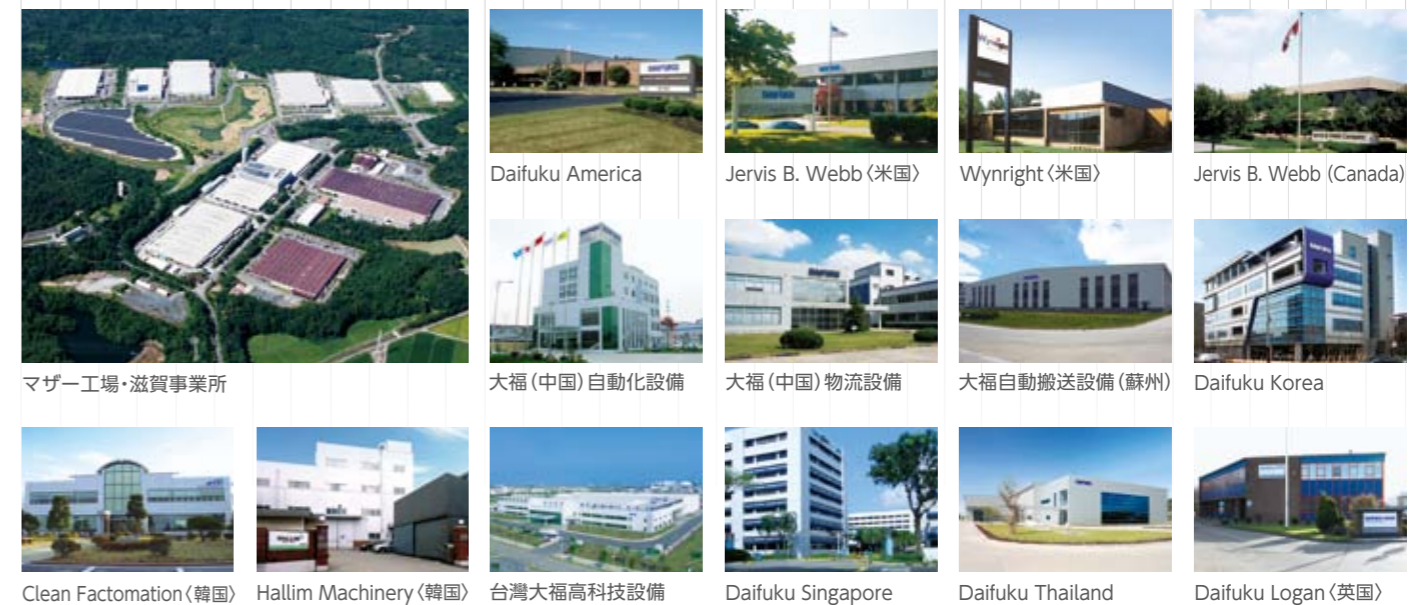 Daifuku America
Jervis B. Webb〈米国〉
Wynright〈米国〉
Jervis B. Webb (Canada)
マザー工場・滋賀事業所
大福(中国)自動化設備
大福(中国)物流設備
大福自動搬送設備(蘇州)
Daifuku Korea
Clean Factomation〈韓国〉
Hallim Machinery〈韓国〉
台灣大福高科技設備
Daifuku Singapore
Daifuku Thailand
Daifuku Logan〈英国〉